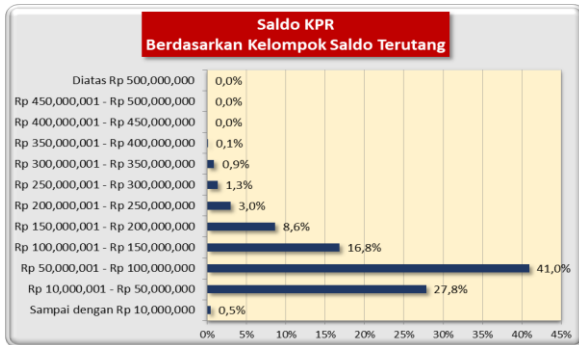 Saldo KPR
Berdasarkan Kelompok Saldo Terutang
Diatas Rp 500,000,000 0,0%
Rp 450,000,001 - Rp 500,000,000 0,0%
Rp 400,000,001 - Rp 450,000,000 0,0%
Rp 350,000,001 - Rp 400,000,000 0,1%
Rp 300,000,001 - Rp 350,000,000 0,9%
Rp 250,000,001 - Rp 300,000,000 1,3%
Rp 200,000,001 - Rp 250,000,000 3,0%
Rp 150,000,001 - Rp 200,000,000 8,6%
Rp 100,000,001 - Rp 150,000,000 16,8%
Rp 50,000,001 - Rp 100,000,000 41,0%
Rp 10,000,001 - Rp 50,000,000 27,8%
Sampai dengan Rp 10,000,000 0,5%
0% 5% 10% 15% 20% 25% 30% 35% 40% 45%